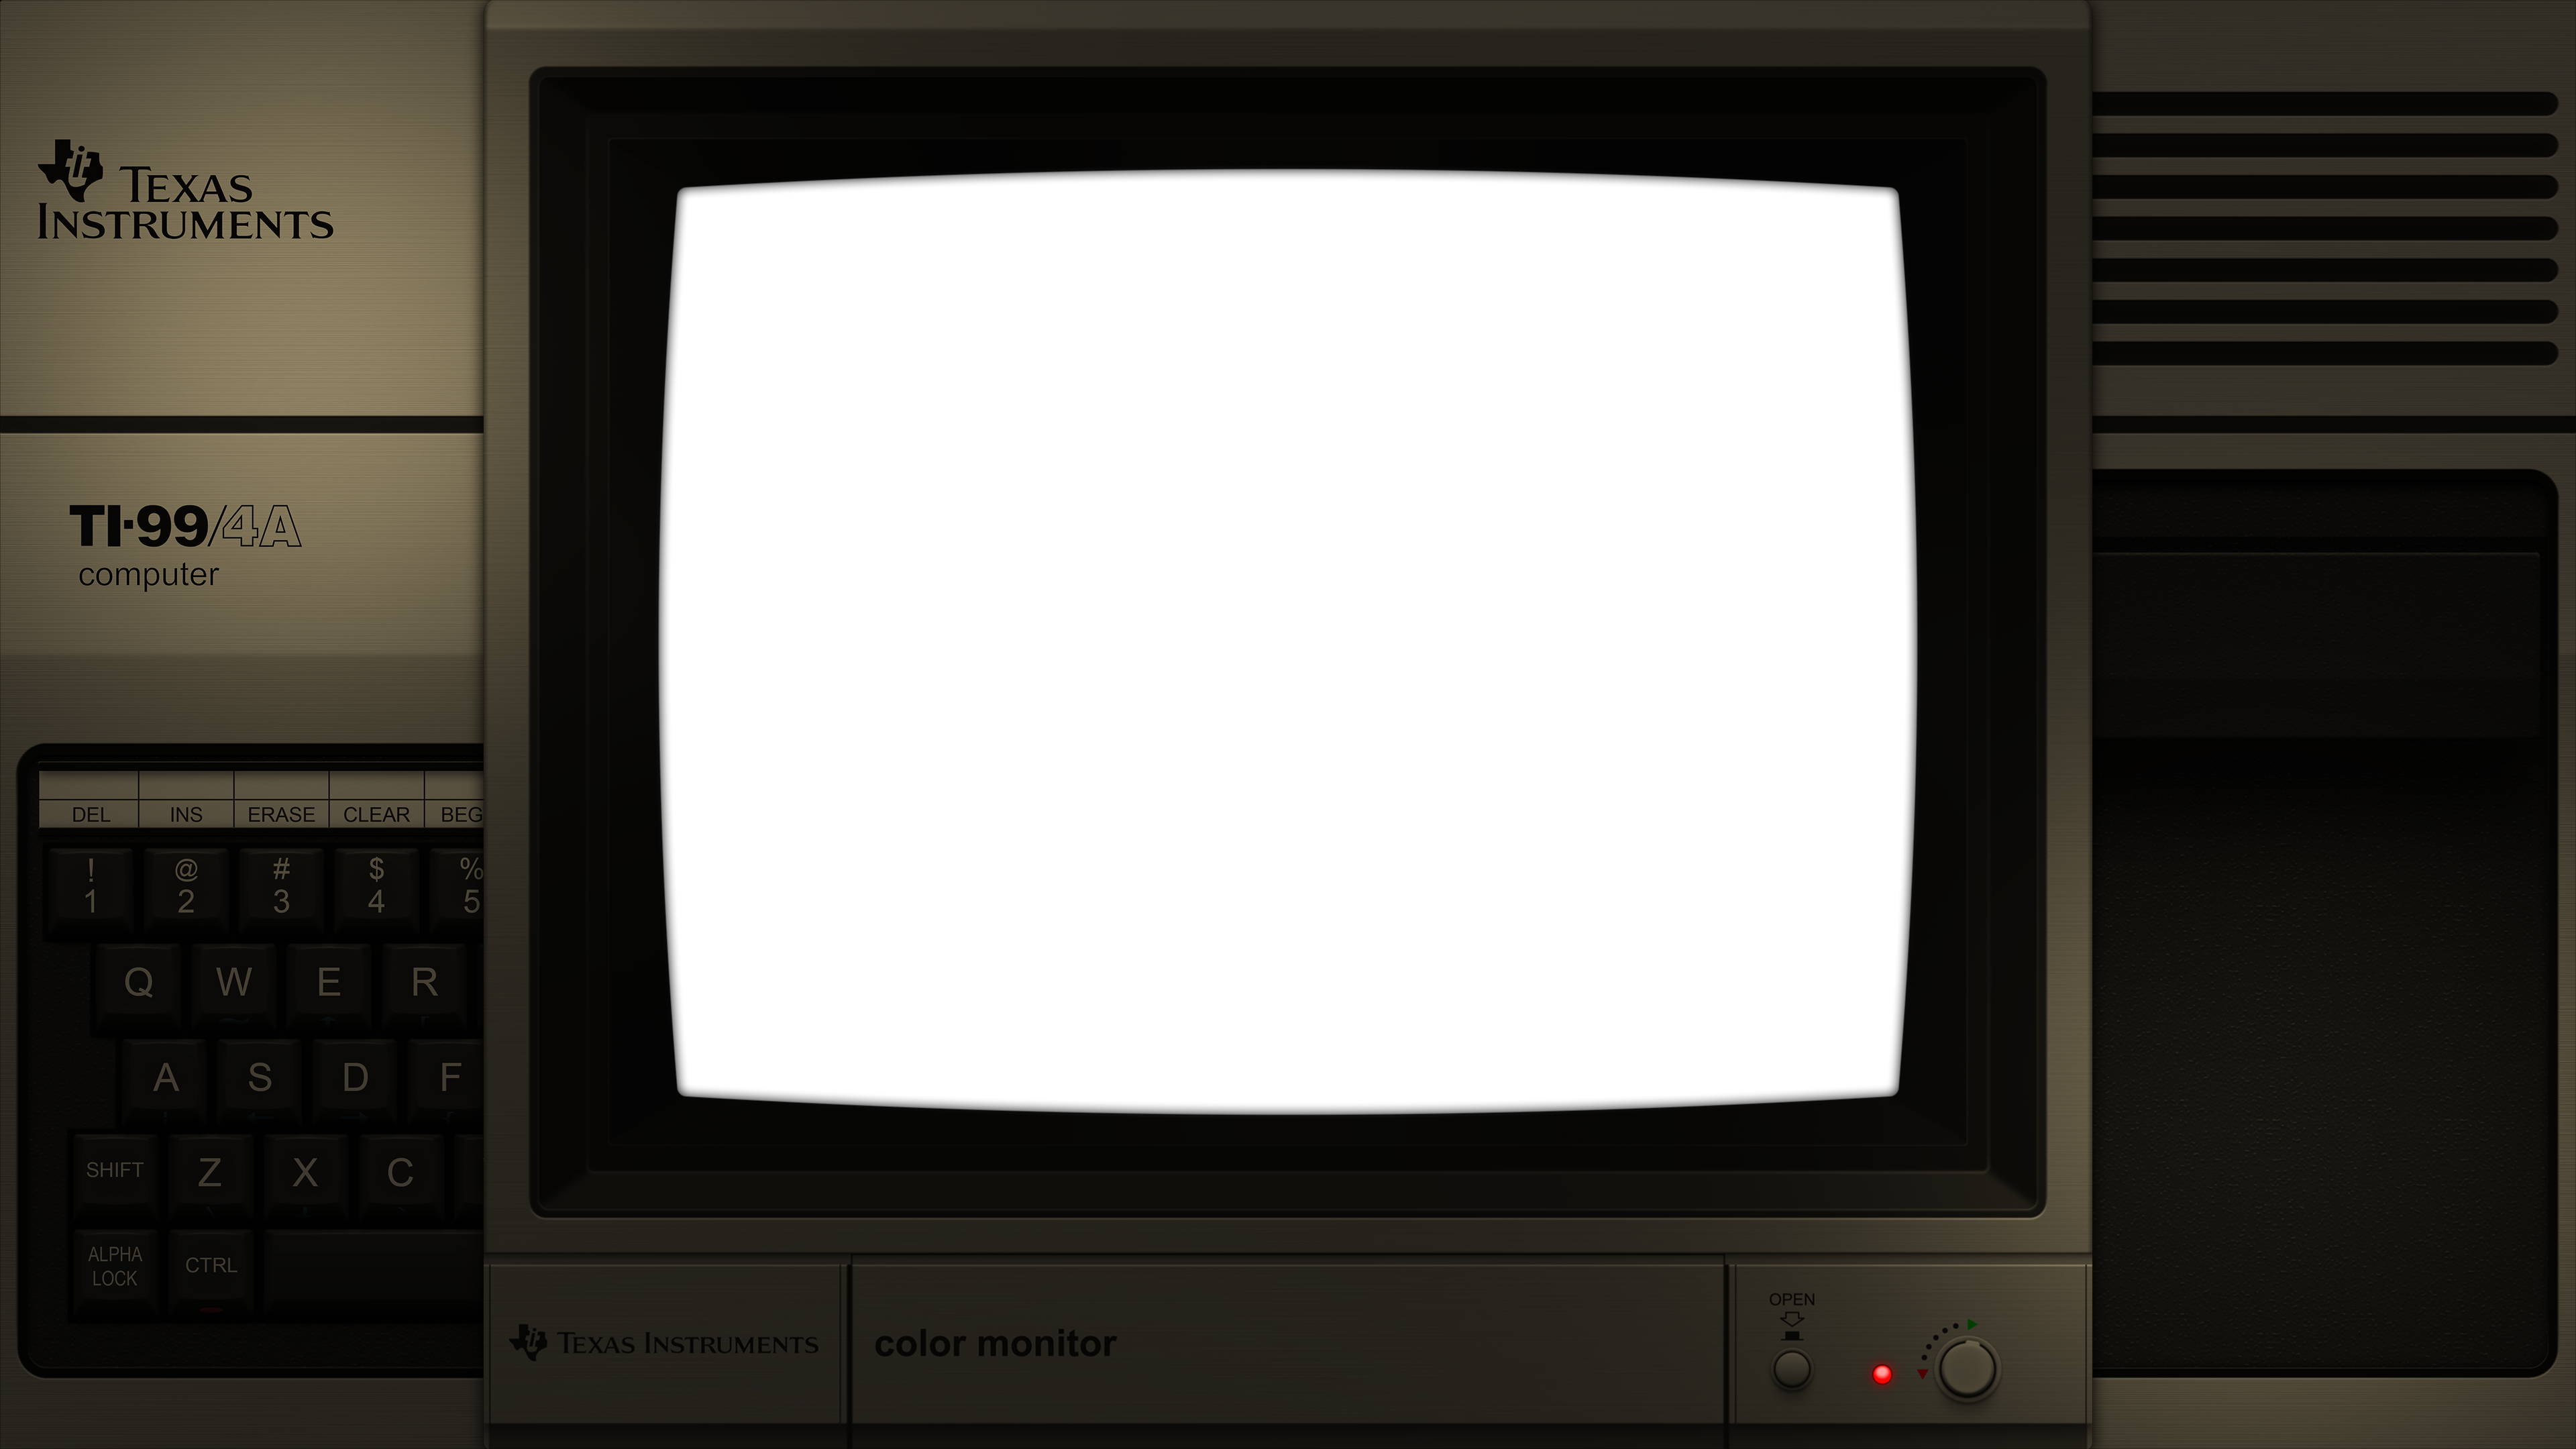 TEXAS
INSTRUMENTS
TI-99/4A
computer
DEL INS ERASE CLEAR BEG
! @ # $ %
1 2 3 4 5
Q W E R
A S D F
SHIFT Z X C
ALPHA
LOCK
CTRL
TEXAS INSTRUMENTS
color monitor
OPEN